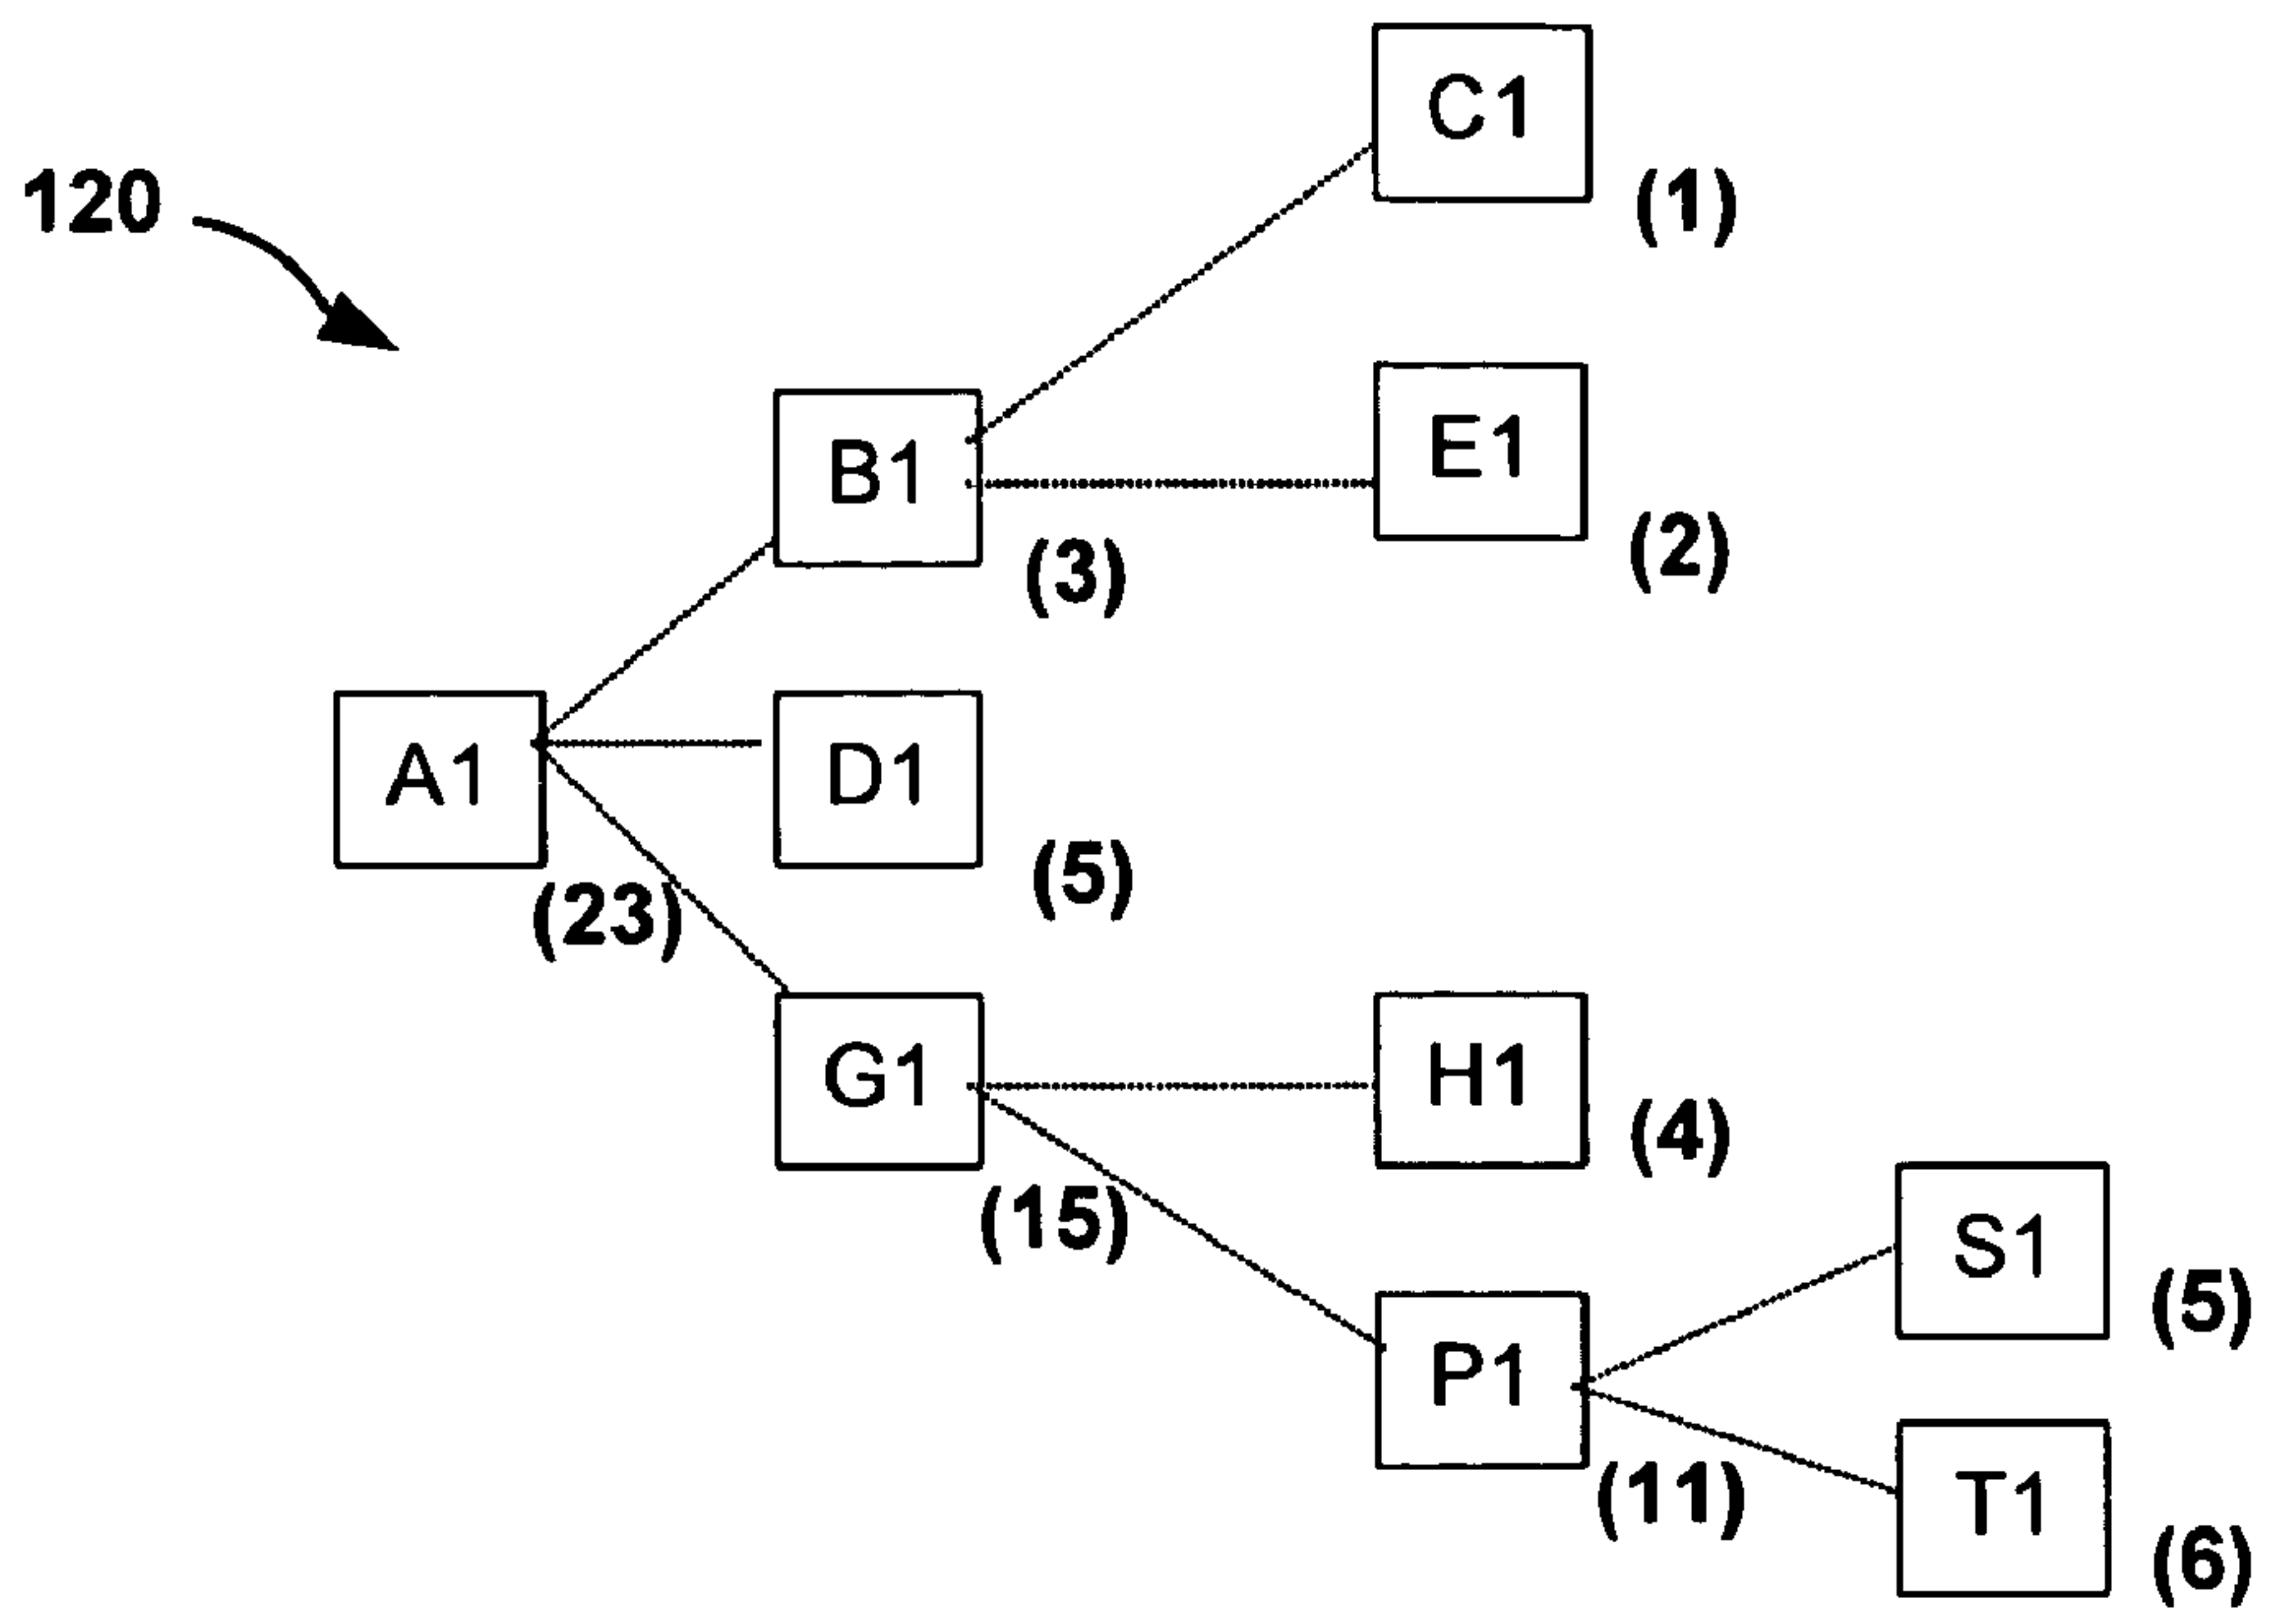 C1
(1)
120
E1
(2)
B1
(3)
A1
(23)
D1
(5)
G1
(15)
H1
(4)
S1
(5)
P1
(11)
T1
(6)